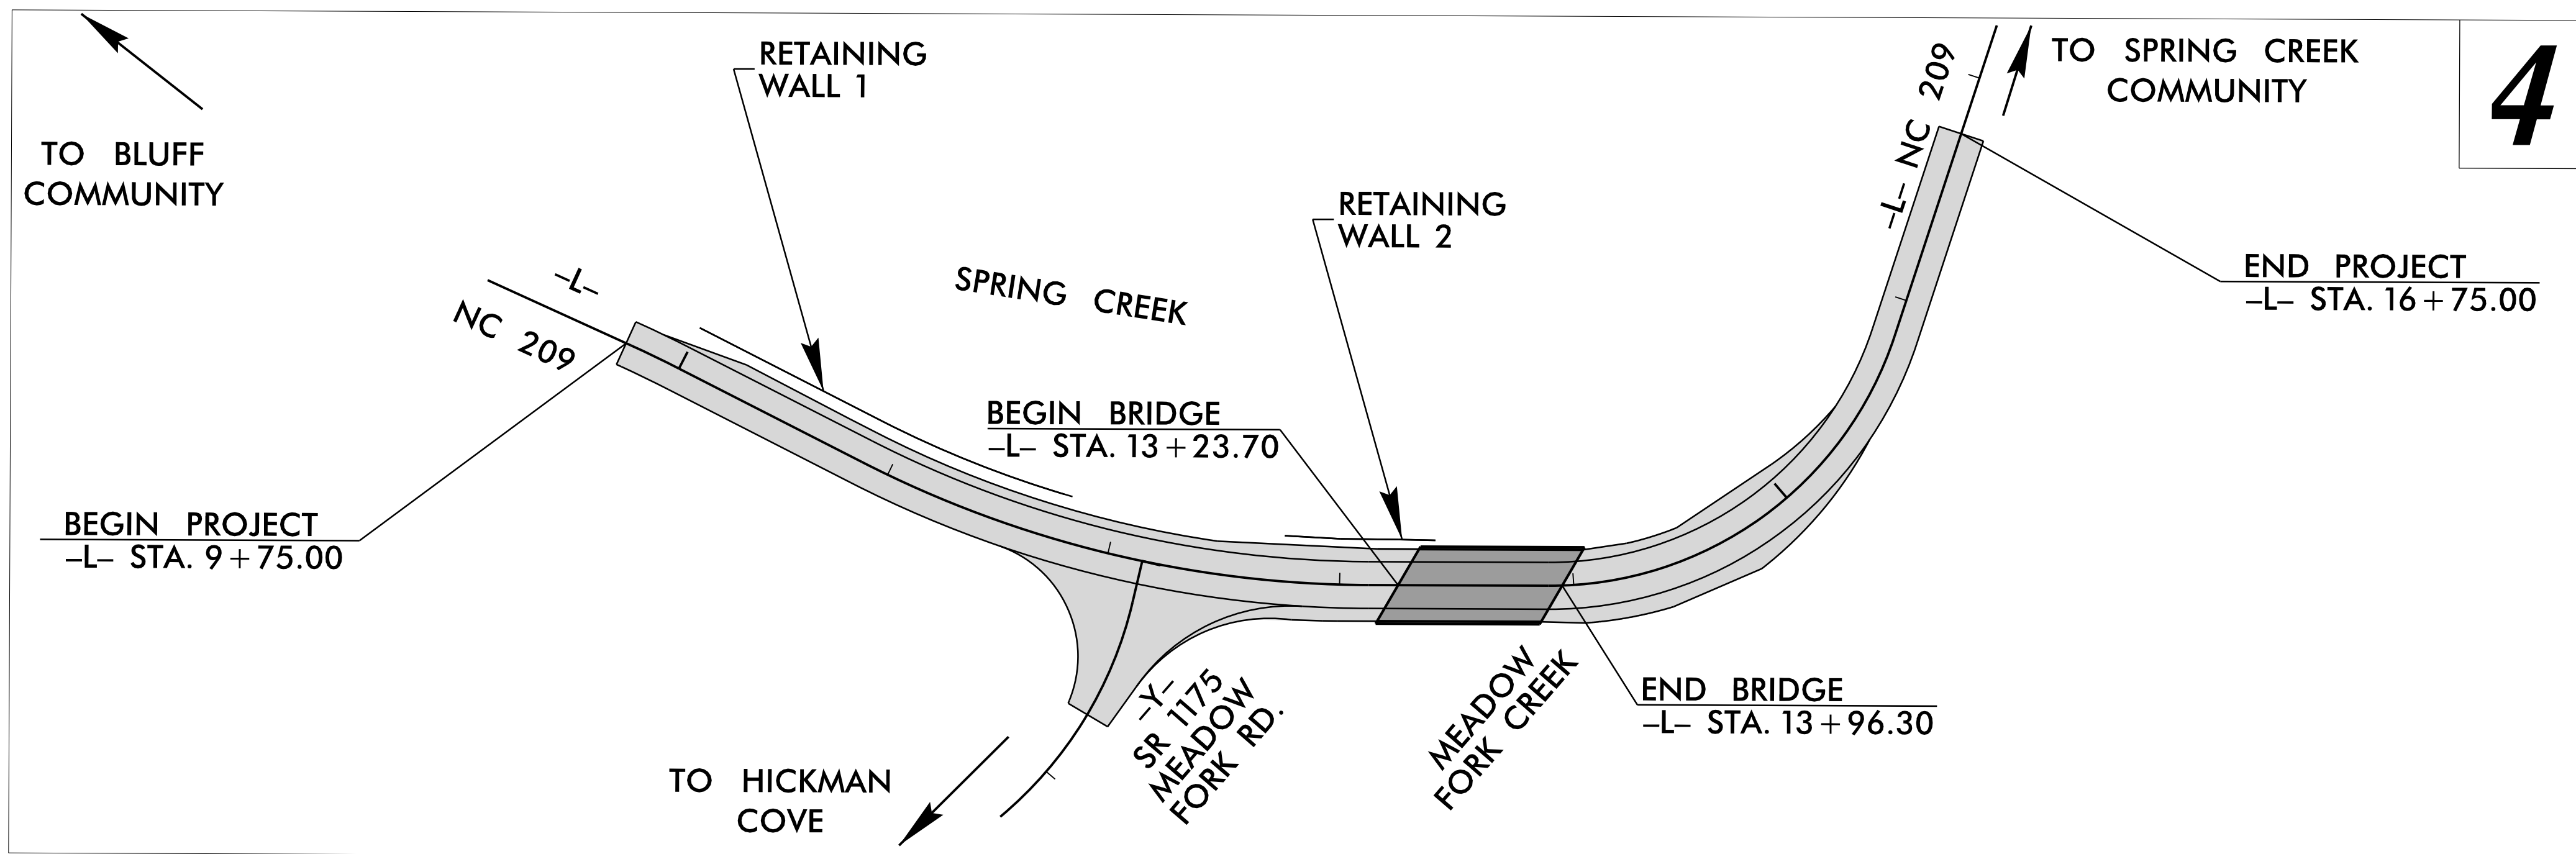 TO BLUFF
COMMUNITY
RETAINING
WALL 1
RETAINING
WALL 2
–L– NC 209
TO SPRING CREEK
COMMUNITY
4
–L–
NC 209
SPRING CREEK
END PROJECT
–L– STA. 16+75.00
BEGIN BRIDGE
–L– STA. 13+23.70
BEGIN PROJECT
–L– STA. 9+75.00
–Y–
SR 1175
MEADOW
FORK RD.
MEADOW
FORK CREEK
END BRIDGE
–L– STA. 13+96.30
TO HICKMAN
COVE